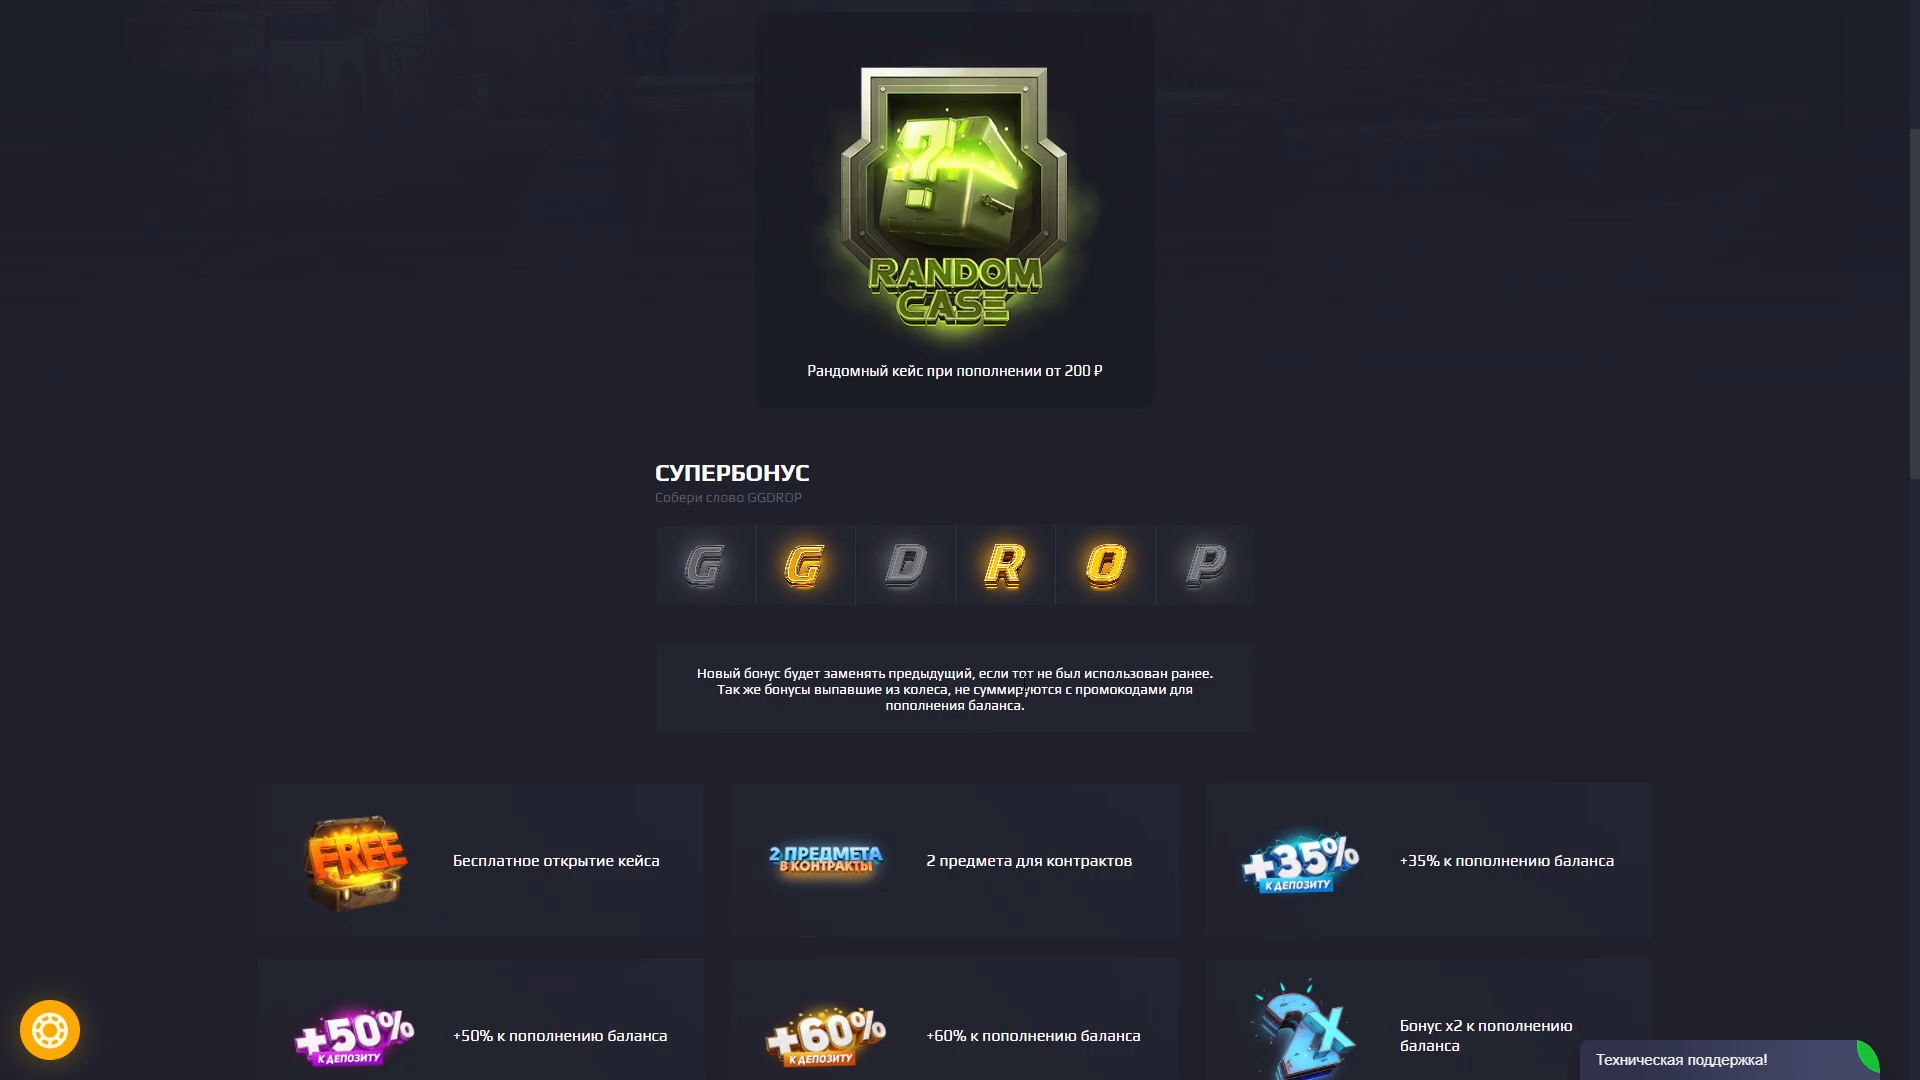 ?
RANDOM
CASE
Рандомный кейс при пополнении от 200 ₽
СУПЕРБОНУС
Собери слово GGDROP
G G D R O P
Новый бонус будет заменять предыдущий, если тот не был использован ранее.
Так же бонусы выпавшие из колеса, не суммируются с промокодами для
пополнения баланса.
FREE
Бесплатное открытие кейса
2 ПРЕДМЕТА
В КОНТРАКТЫ
2 предмета для контрактов
+35%
К ДЕПОЗИТУ
+35% к пополнению баланса
+50%
К ДЕПОЗИТУ
+50% к пополнению баланса
+60%
К ДЕПОЗИТУ
+60% к пополнению баланса
2X
Бонус x2 к пополнению
баланса
Техническая поддержка!